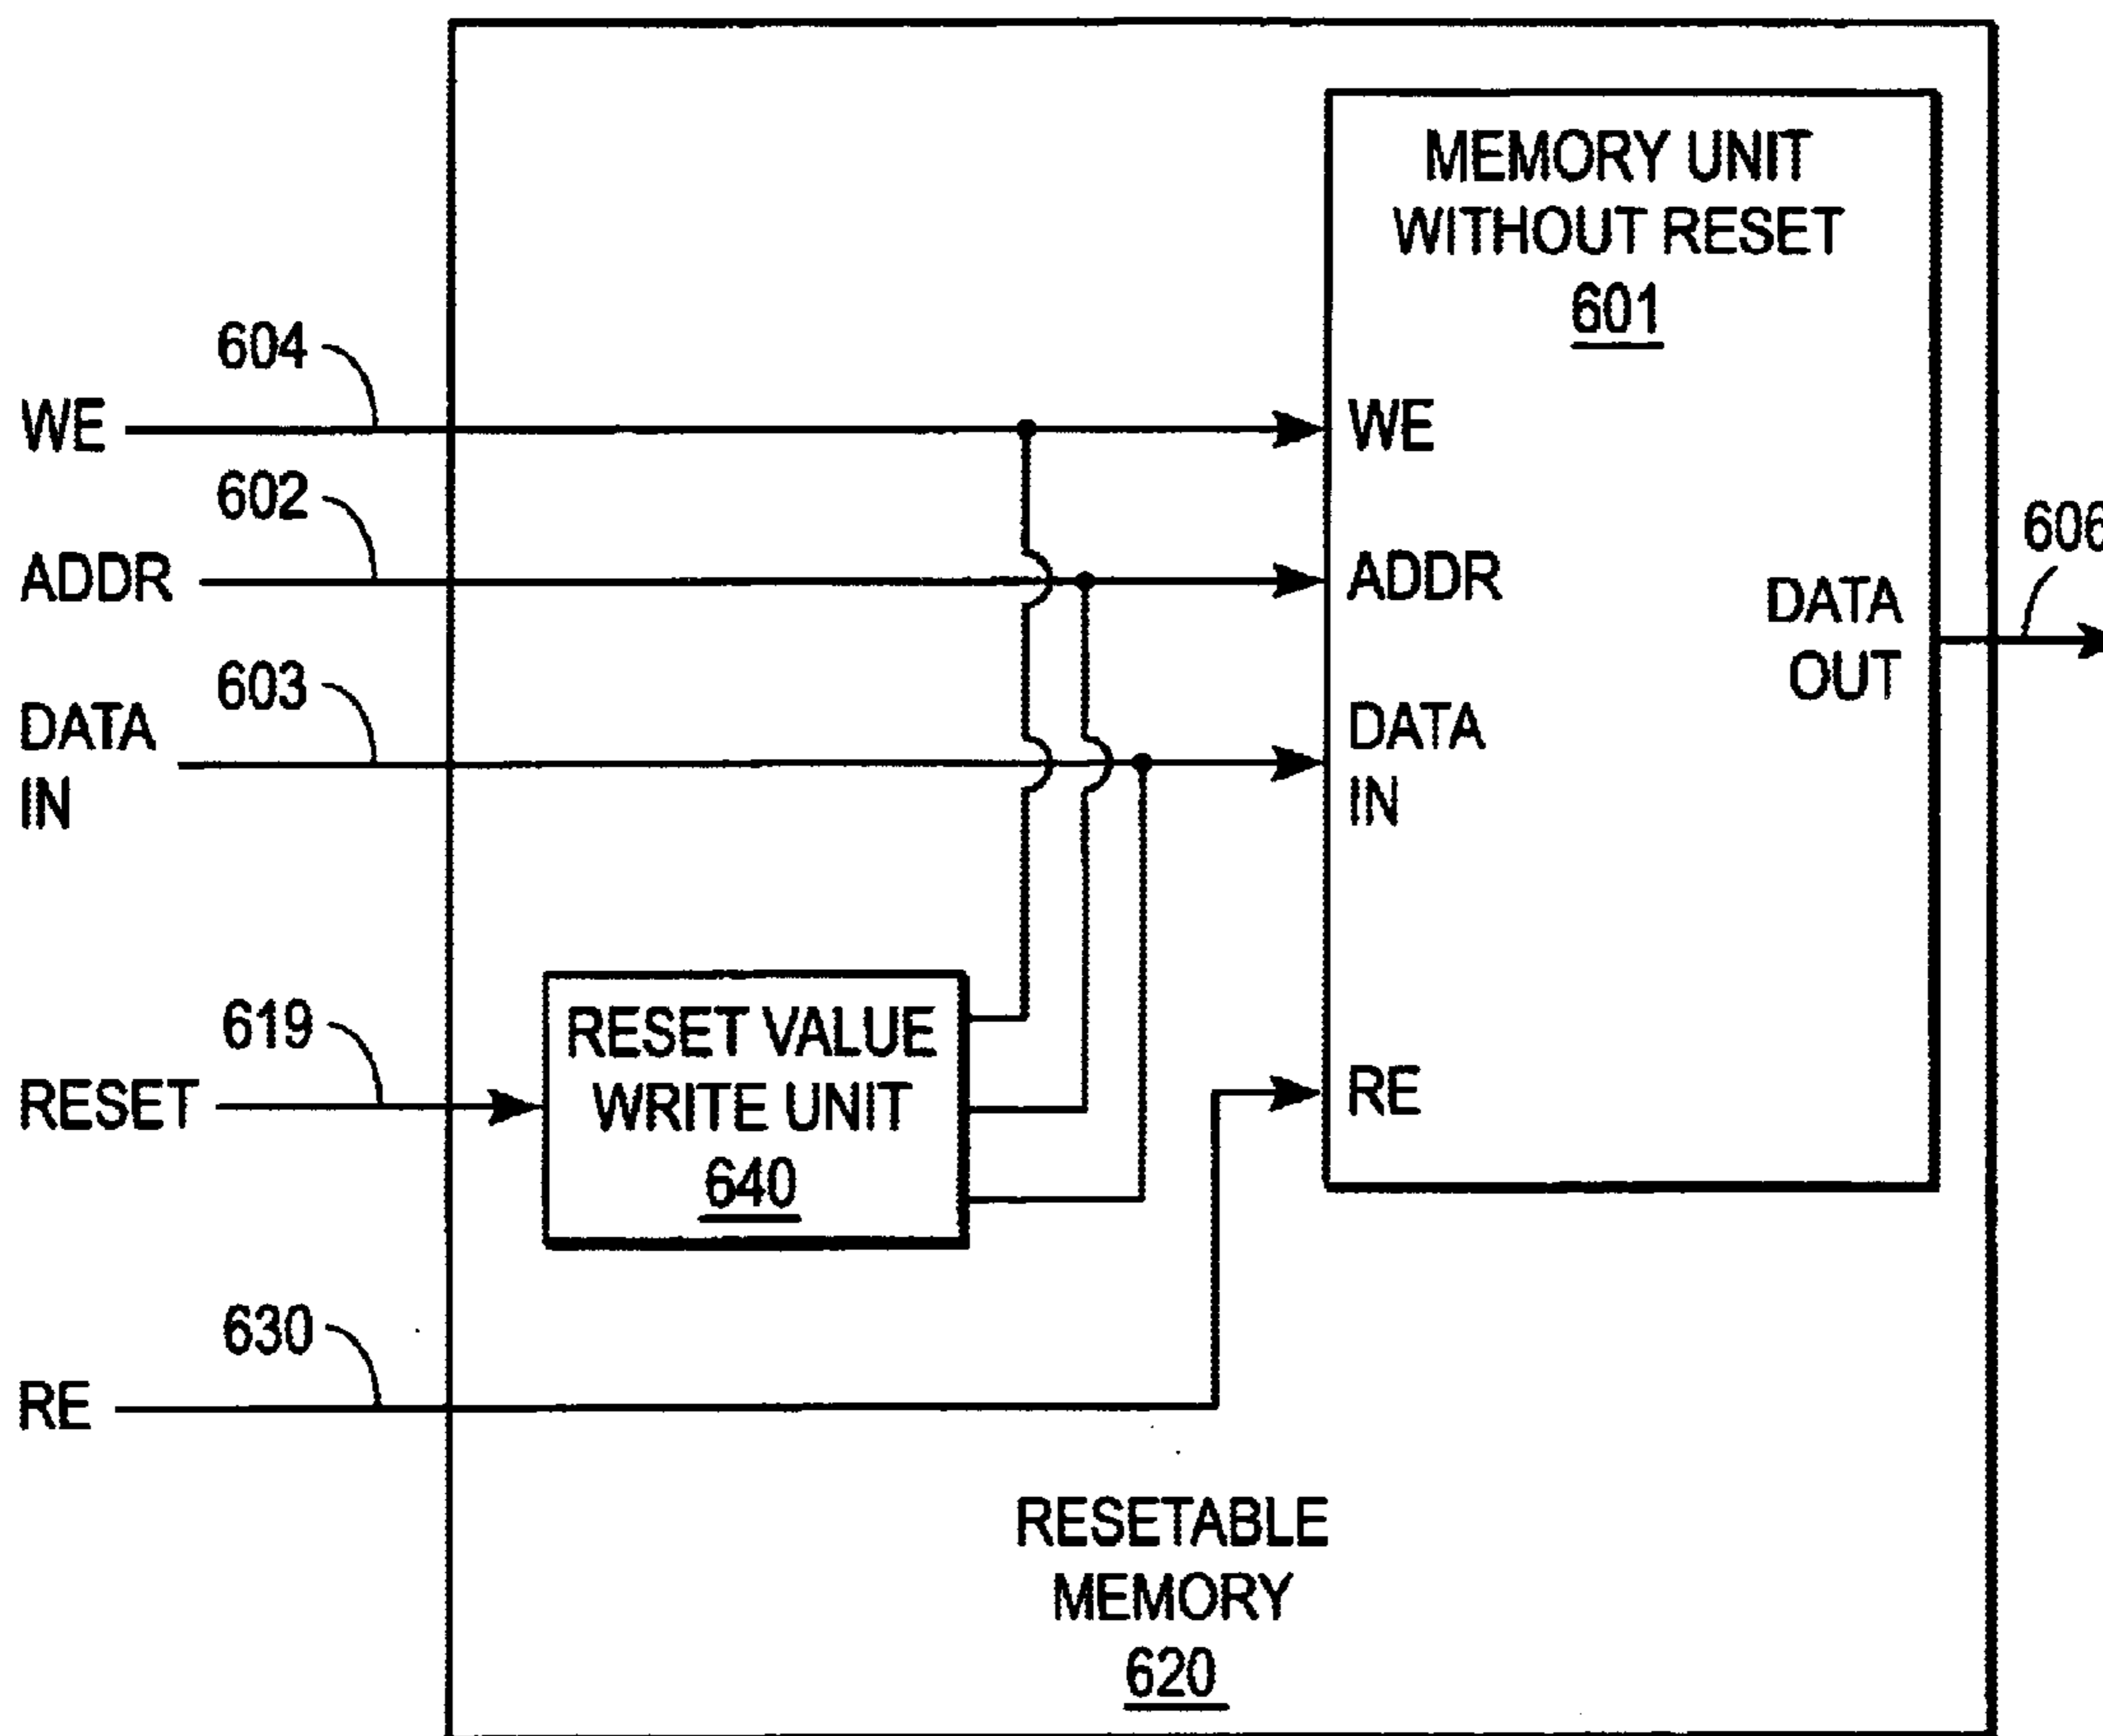 MEMORY UNIT
WITHOUT RESET
601
604
WE
WE
602
ADDR
ADDR
606
DATA
OUT
603
DATA
IN
DATA
IN
619
RESET
RESET VALUE
WRITE UNIT
640
RE
630
RE
RESETABLE
MEMORY
620